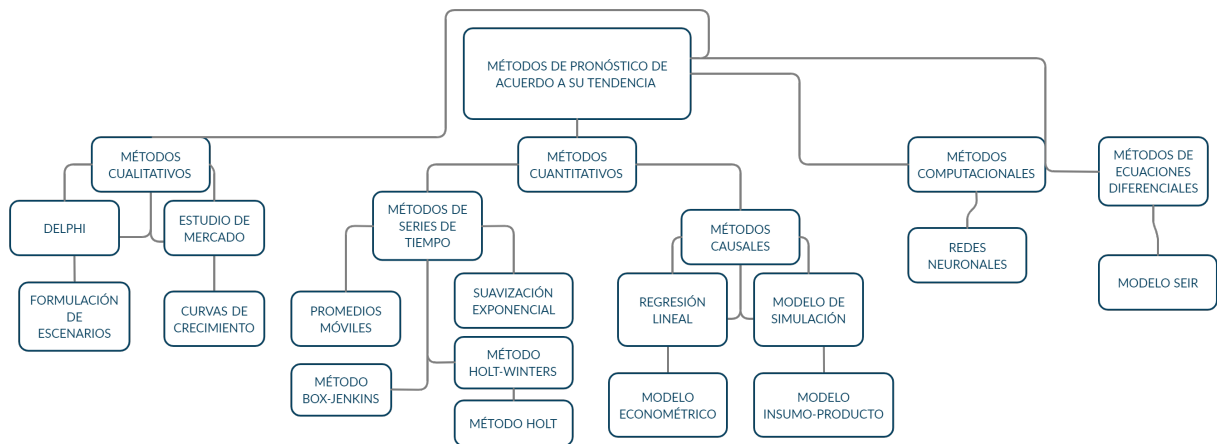 MÉTODOS DE PRONÓSTICO DE
ACUERDO A SU TENDENCIA
MÉTODOS
CUALITATIVOS
MÉTODOS
CUANTITATIVOS
MÉTODOS
COMPUTACIONALES
MÉTODOS DE
ECUACIONES
DIFERENCIALES
DELPHI
ESTUDIO DE
MERCADO
MÉTODOS DE
SERIES DE
TIEMPO
MÉTODOS
CAUSALES
REDES
NEURONALES
MODELO SEIR
FORMULACIÓN
DE
ESCENARIOS
CURVAS DE
CRECIMIENTO
PROMEDIOS
MÓVILES
SUAVIZACIÓN
EXPONENCIAL
REGRESIÓN
LINEAL
MODELO DE
SIMULACIÓN
MÉTODO
BOX-JENKINS
MÉTODO
HOLT-WINTERS
MÉTODO HOLT
MODELO
ECONOMÉTRICO
MODELO
INSUMO-PRODUCTO